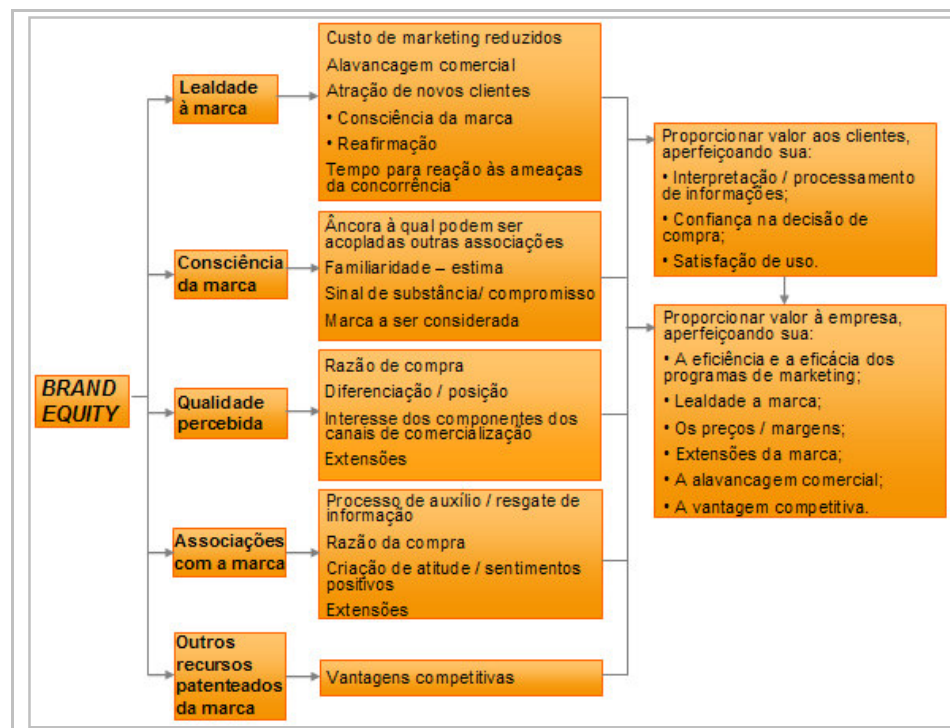 BRAND
EQUITY
Lealdade
à marca
Custo de marketing reduzidos
Alavancagem comercial
Atração de novos clientes
• Consciência da marca
• Reafirmação
Tempo para reação às ameaças
da concorrência
Consciência
da marca
Âncora à qual podem ser
acopladas outras associações
Familiaridade – estima
Sinal de substância/ compromisso
Marca a ser considerada
Qualidade
percebida
Razão de compra
Diferenciação / posição
Interesse dos componentes dos
canais de comercialização
Extensões
Associações
com a marca
Processo de auxílio / resgate de
informação
Razão da compra
Criação de atitude / sentimentos
positivos
Extensões
Outros
recursos
patenteados
da marca
Vantagens competitivas
Proporcionar valor aos clientes,
aperfeiçoando sua:
• Interpretação / processamento
de informações;
• Confiança na decisão de
compra;
• Satisfação de uso.
Proporcionar valor à empresa,
aperfeiçoando sua:
• A eficiência e a eficácia dos
programas de marketing;
• Lealdade a marca;
• Os preços / margens;
• Extensões da marca;
• A alavancagem comercial;
• A vantagem competitiva.